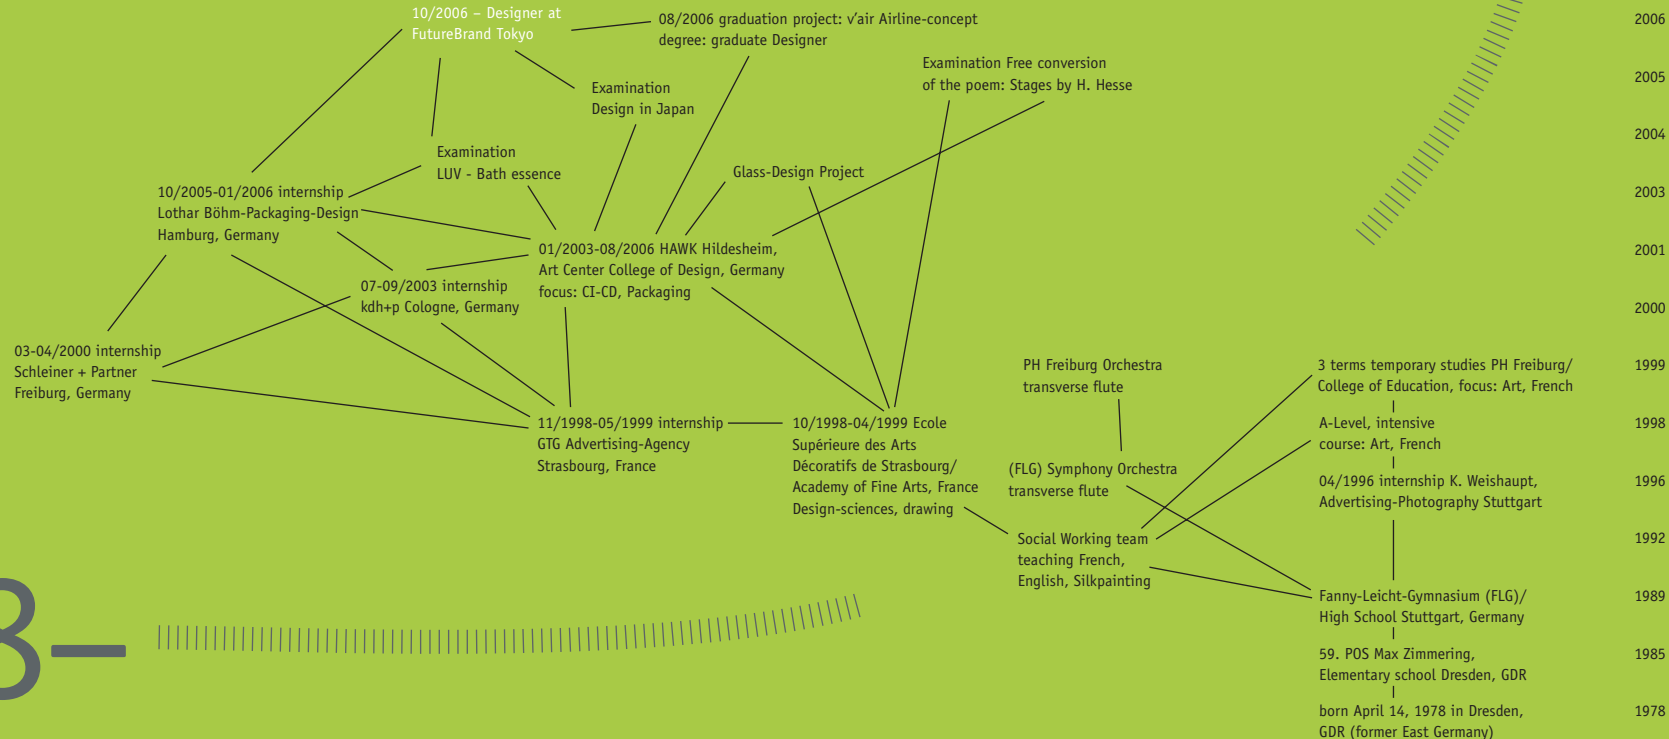 10/2006 – Designer at
FutureBrand Tokyo
08/2006 graduation project: v'air Airline-concept
degree: graduate Designer
2006
Examination Free conversion
of the poem: Stages by H. Hesse
2005
Examination
Design in Japan
2004
Examination
LUV - Bath essence
Glass-Design Project
10/2005-01/2006 internship
Lothar Böhm-Packaging-Design
Hamburg, Germany
2003
01/2003-08/2006 HAWK Hildesheim,
Art Center College of Design, Germany
focus: CI-CD, Packaging
2001
07-09/2003 internship
kdh+p Cologne, Germany
2000
03-04/2000 internship
Schleiner + Partner
Freiburg, Germany
PH Freiburg Orchestra
transverse flute
3 terms temporary studies PH Freiburg/
College of Education, focus: Art, French
1999
11/1998-05/1999 internship
GTG Advertising-Agency
Strasbourg, France
10/1998-04/1999 Ecole
Supérieure des Arts
Décoratifs de Strasbourg/
Academy of Fine Arts, France
Design-sciences, drawing
A-Level, intensive
course: Art, French
1998
(FLG) Symphony Orchestra
transverse flute
04/1996 internship K. Weishaupt,
Advertising-Photography Stuttgart
1996
Social Working team
teaching French,
English, Silkpainting
1992
Fanny-Leicht-Gymnasium (FLG)/
High School Stuttgart, Germany
1989
8–
59. POS Max Zimmering,
Elementary school Dresden, GDR
1985
born April 14, 1978 in Dresden,
GDR (former East Germany)
1978